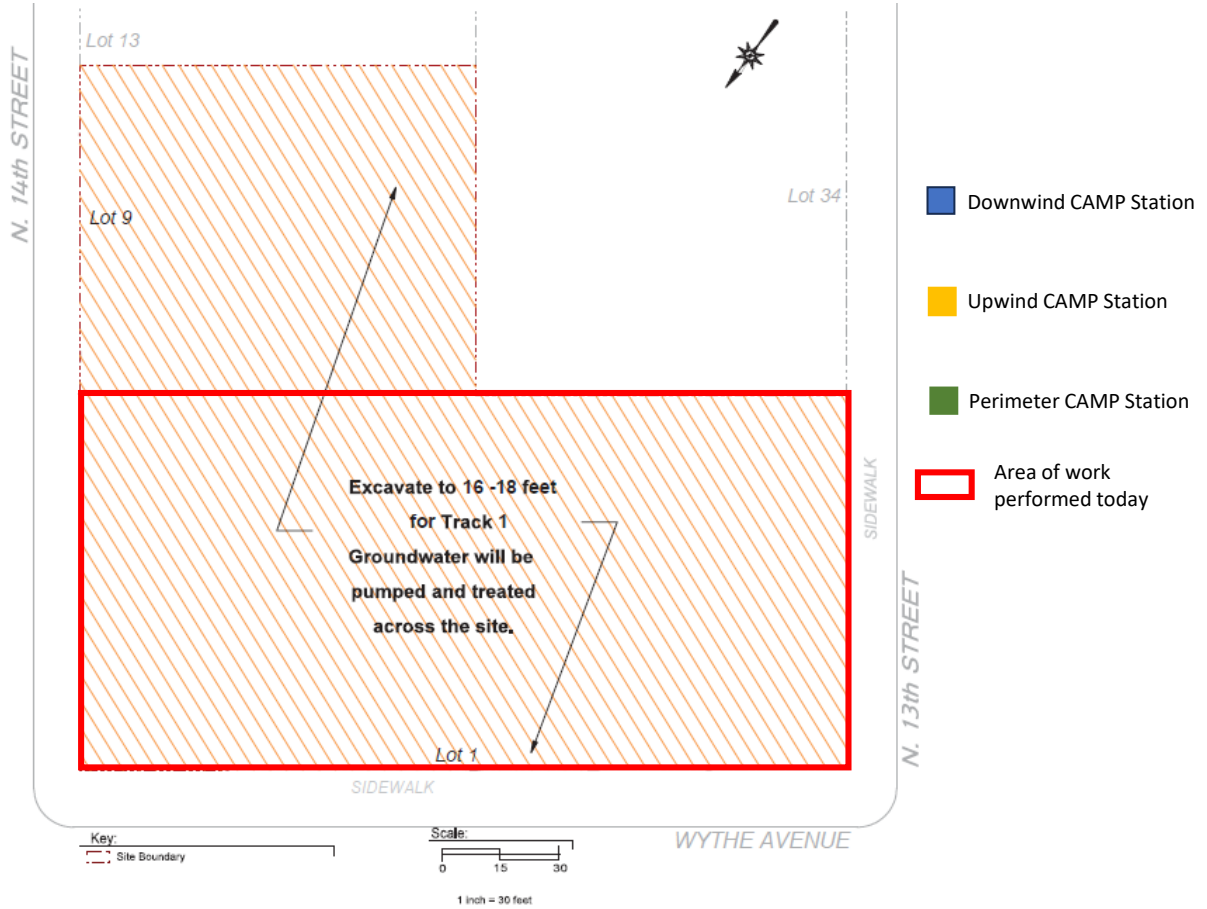 Lot 13
N. 14th STREET
Lot 9
Lot 34
Downwind CAMP Station
Upwind CAMP Station
Perimeter CAMP Station
Area of work
performed today
Excavate to 16 -18 feet
for Track 1
Groundwater will be
pumped and treated
across the site.
SIDEWALK
N. 13th STREET
Lot 1
SIDEWALK
WYTHE AVENUE
Key:
Site Boundary
Scale:
0 15 30
1 inch = 30 feet